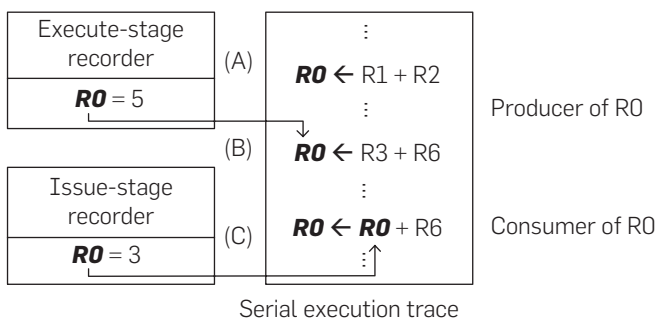 Execute-stage
recorder
R0 = 5
Issue-stage
recorder
R0 = 3
(A)
(B)
(C)
⋮
R0 ← R1 + R2
⋮
R0 ← R3 + R6
⋮
R0 ← R0 + R6
⋮
Producer of R0
Consumer of R0
Serial execution trace